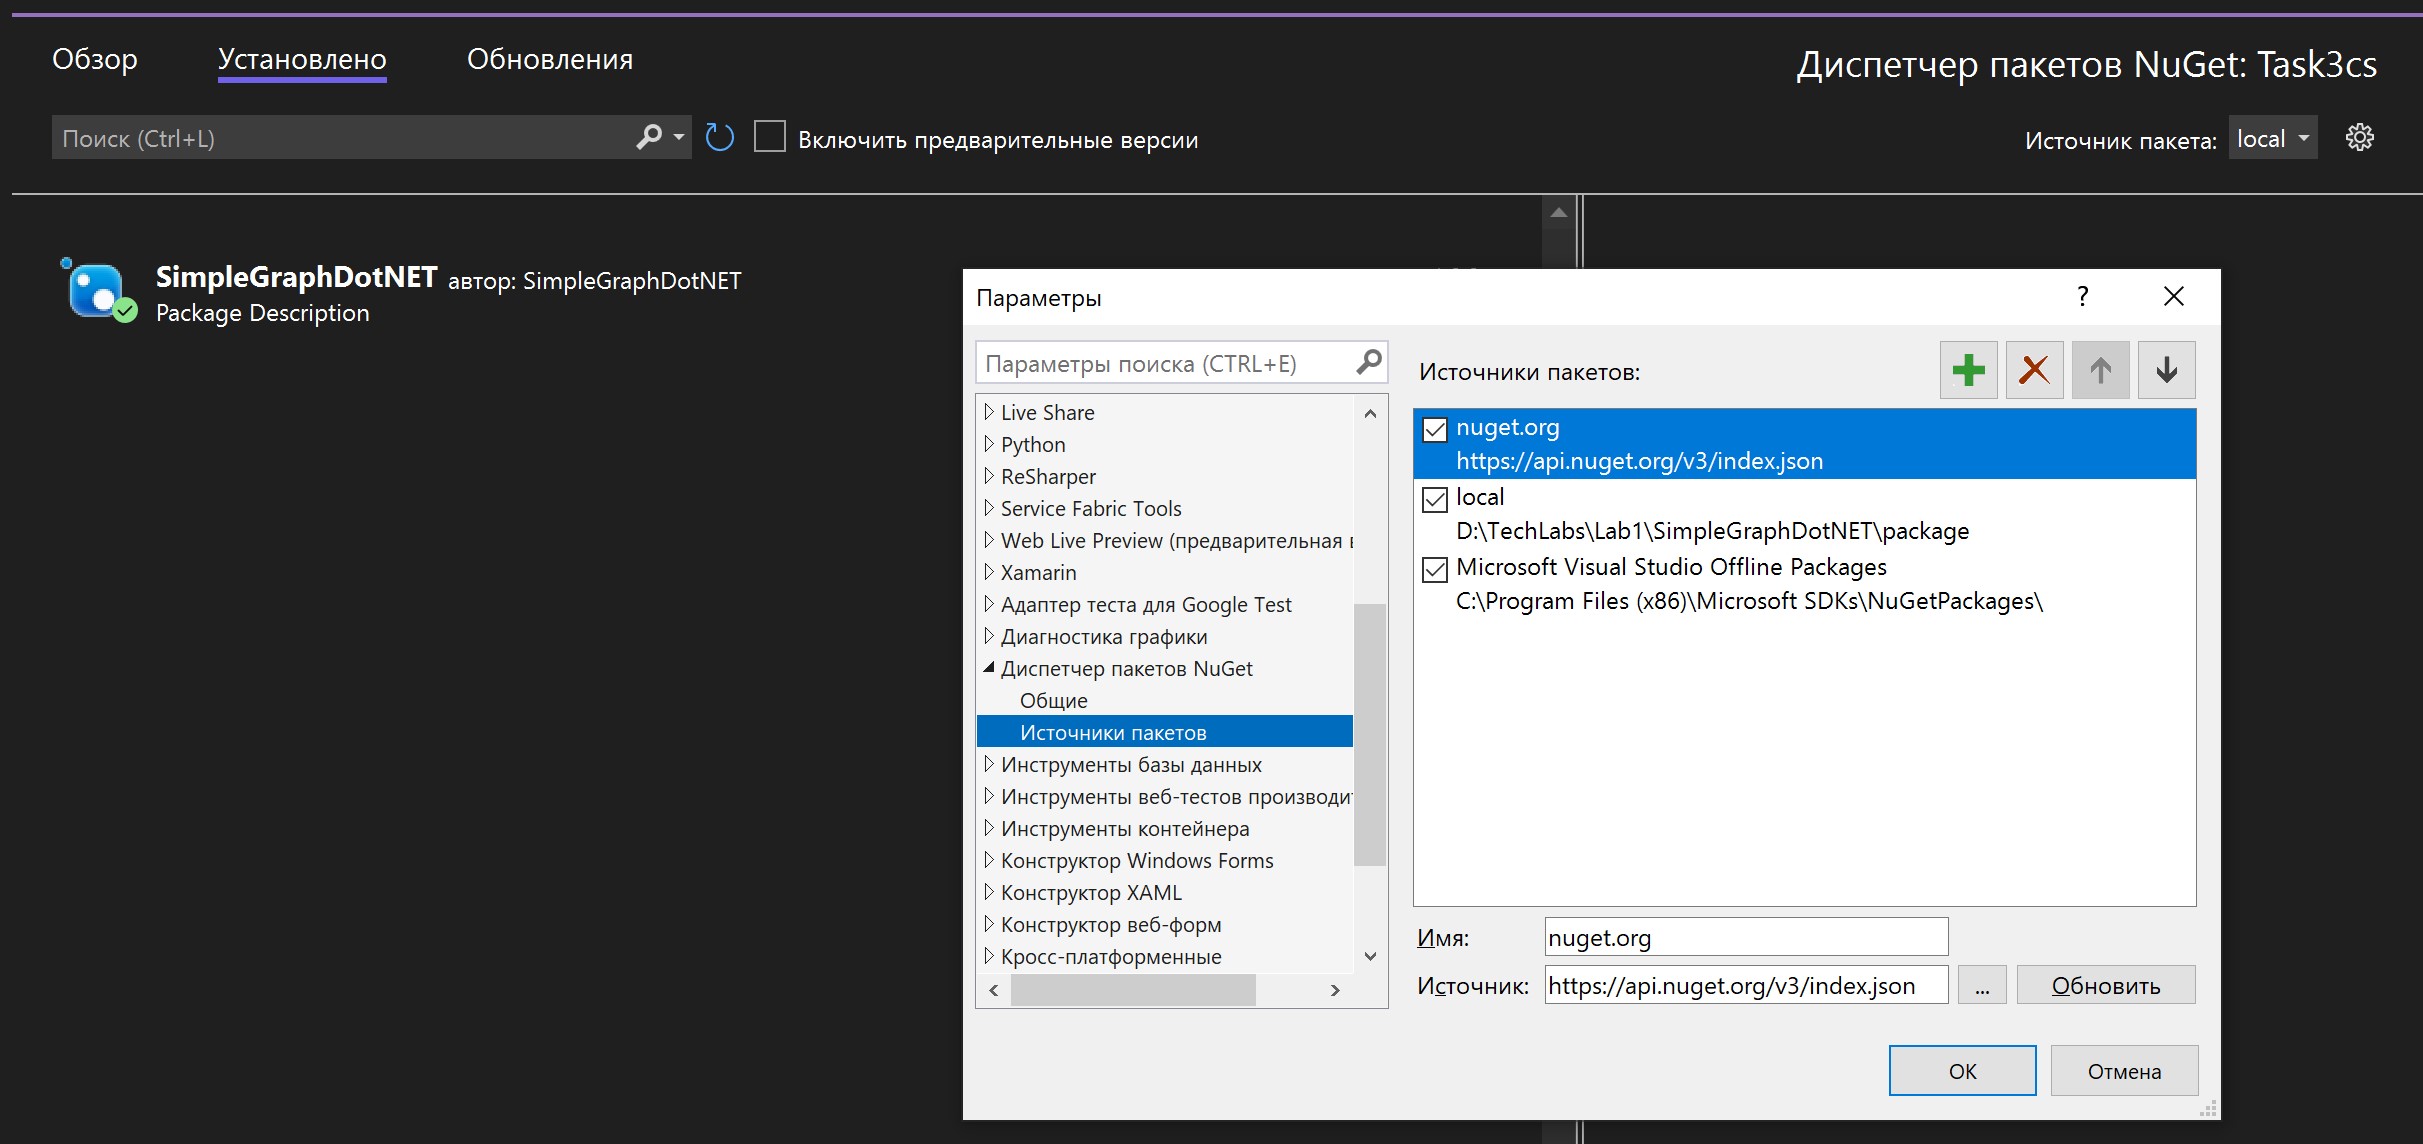 Обзор Установлено Обновления
Диспетчер пакетов NuGet: Task3cs
Поиск (Ctrl+L)
Включить предварительные версии
Источник пакета: local
SimpleGraphDotNET автор: SimpleGraphDotNET
Package Description
Параметры
?
Параметры поиска (CTRL+E)
Live Share
Python
ReSharper
Service Fabric Tools
Web Live Preview (предварительная в
Xamarin
Адаптер теста для Google Test
Диагностика графики
Диспетчер пакетов NuGet
Общие
Источники пакетов
Инструменты базы данных
Инструменты веб-тестов производит
Инструменты контейнера
Конструктор Windows Forms
Конструктор XAML
Конструктор веб-форм
Кросс-платформенные
Источники пакетов:
nuget.org
https://api.nuget.org/v3/index.json
local
D:\TechLabs\Lab1\SimpleGraphDotNET\package
Microsoft Visual Studio Offline Packages
C:\Program Files (x86)\Microsoft SDKs\NuGetPackages\
Имя: nuget.org
Источник: https://api.nuget.org/v3/index.json ... Обновить
ОК Отмена